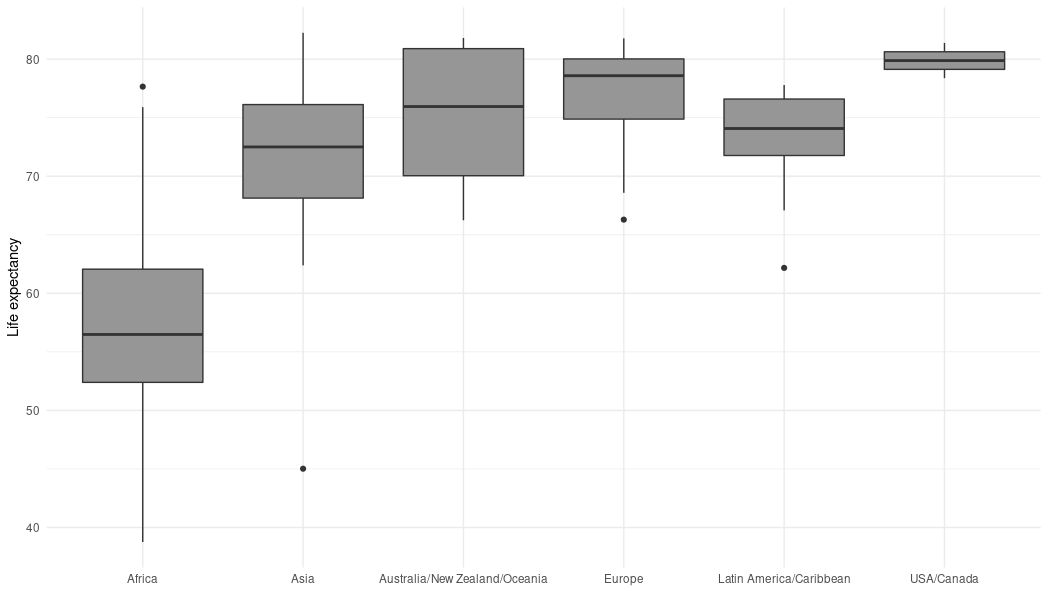 80
70
60
50
40
Life expectancy
Africa
Asia
Australia/New Zealand/Oceania
Europe
Latin America/Caribbean
USA/Canada